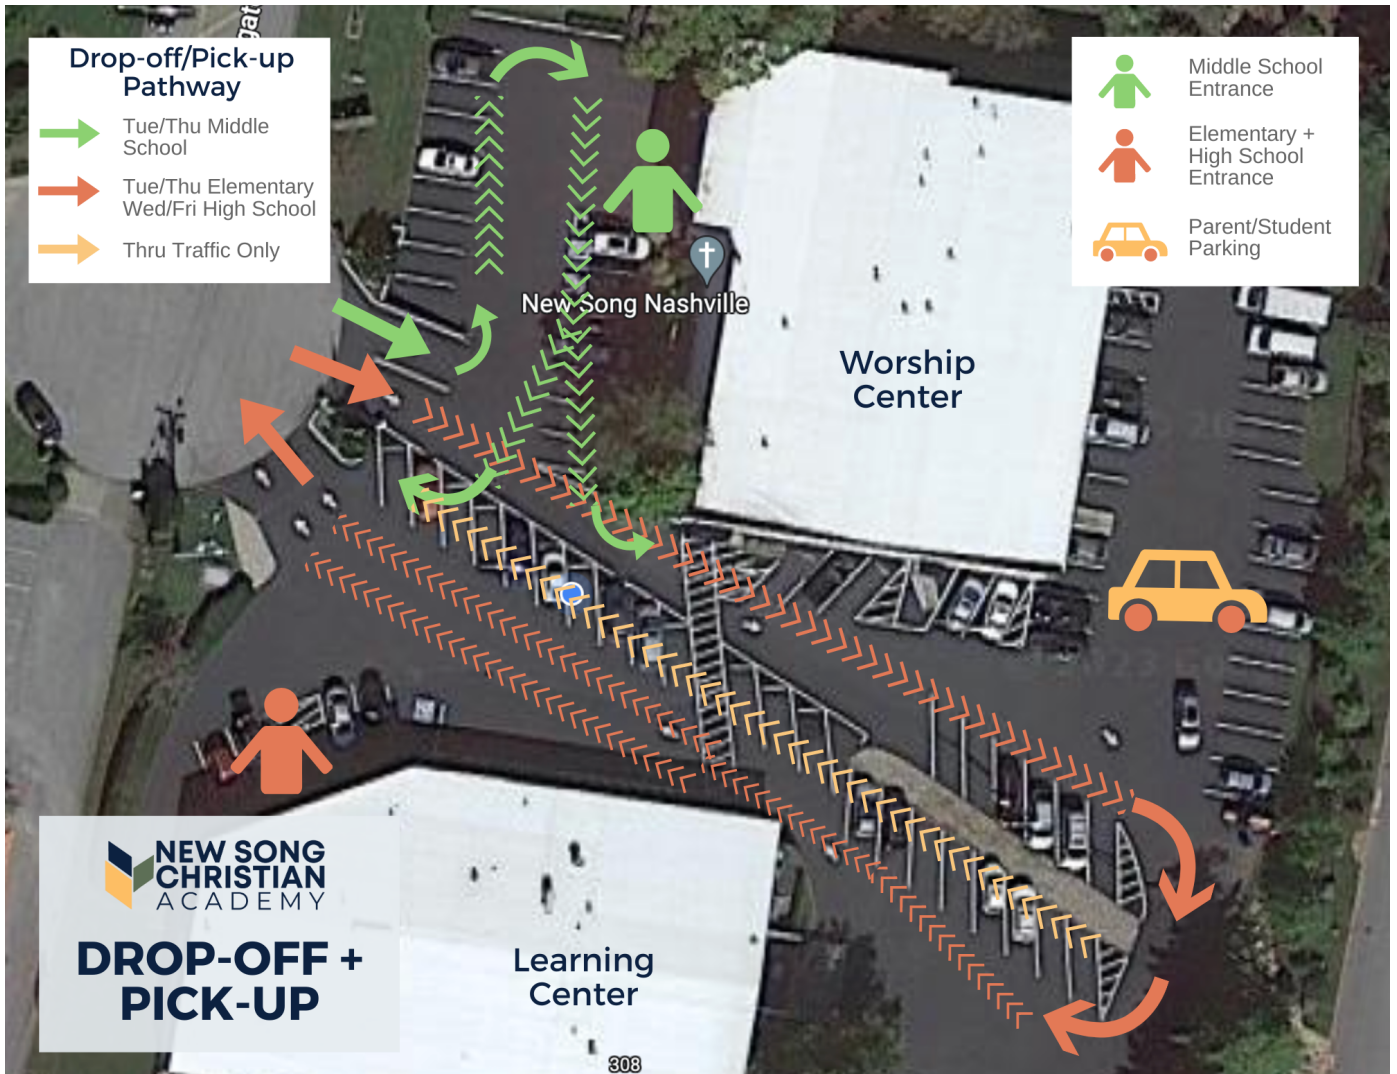 gat
Drop-off/Pick-up
Pathway
Tue/Thu Middle
School
Tue/Thu Elementary
Wed/Fri High School
Thru Traffic Only
Middle School
Entrance
Elementary +
High School
Entrance
Parent/Student
Parking
New Song Nashville
Worship
Center
NEW SONG
CHRISTIAN
ACADEMY
DROP-OFF +
PICK-UP
Learning
Center
308